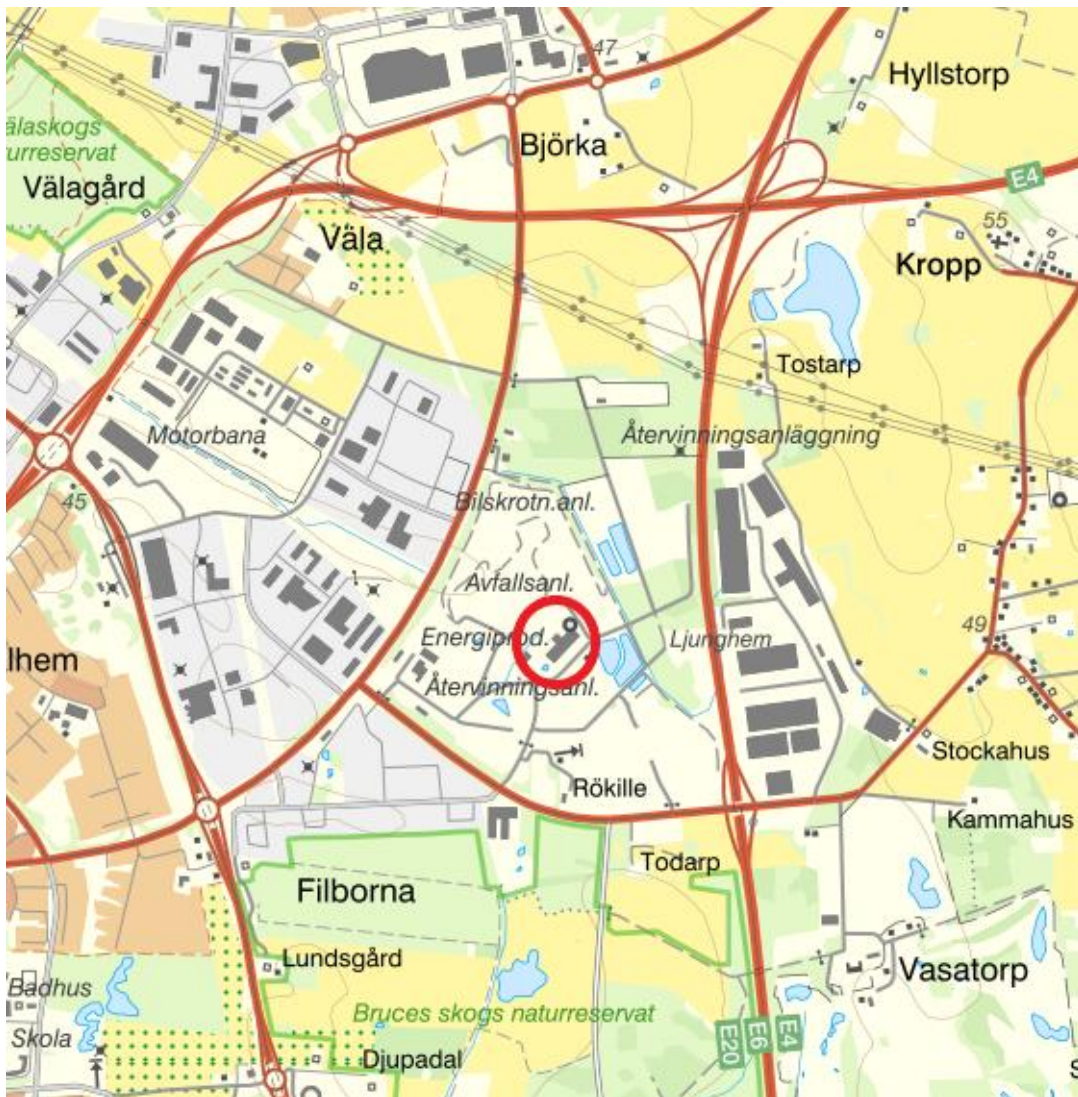 47
Hyllstorp
Björka
älaskogs
urreservat
Välagård
E4
Väla
55
Kropp
Tostarp
Motorbana
Återvinningsanläggning
45
Bilskrotn.anl.
Avfallsanl.
Energiprod.
Ljunghem
49
lhem
Återvinningsanl.
Stockahus
Rökille
Kammahus
Todarp
Filborna
Lundsgård
Vasatorp
Badhus
Bruces skogs naturreservat
Skola
E20
E6
E4
Djupadal
s